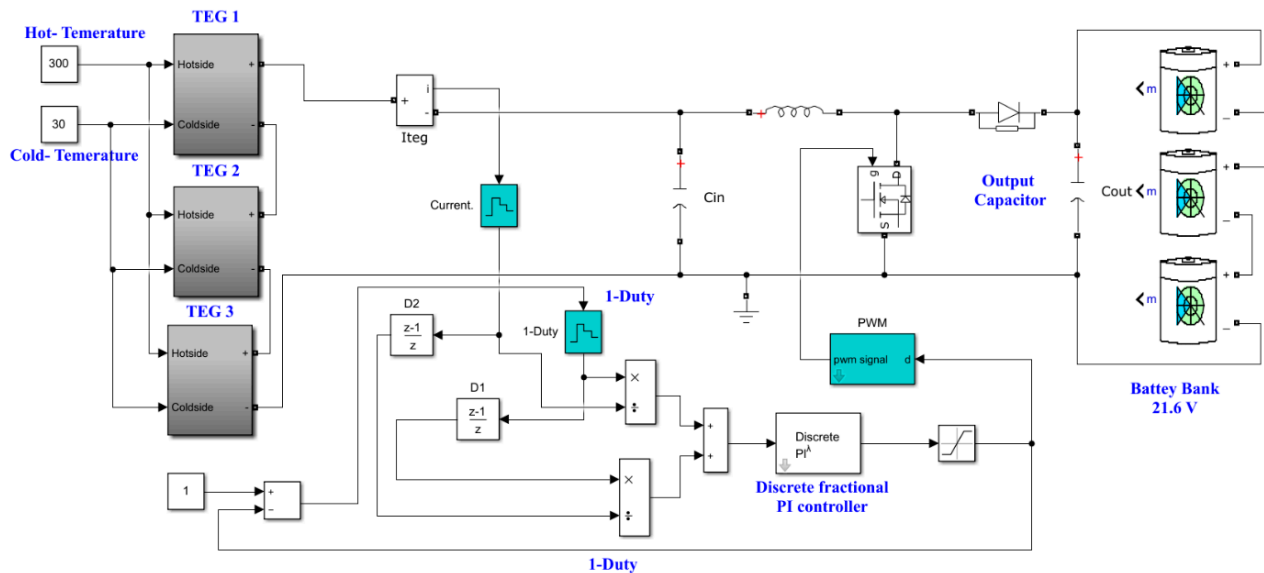 TEG 1
Hot- Temerature
300
Hotside
+
Coldside
-
30
Cold- Temerature
TEG 2
Hotside
+
Coldside
-
TEG 3
Hotside
+
Coldside
-
+
i
-
Iteg
Current.
+
Cin
g
D
S
Output
Capacitor
+
Cout
+
m
_
+
m
_
+
m
_
Battey Bank
21.6 V
1-Duty
D2
z-1
z
1-Duty
D1
z-1
z
×
÷
×
÷
+
+
Discrete
PIλ
Discrete fractional
PI controller
PWM
pwm signal
d
1
+
−
1-Duty